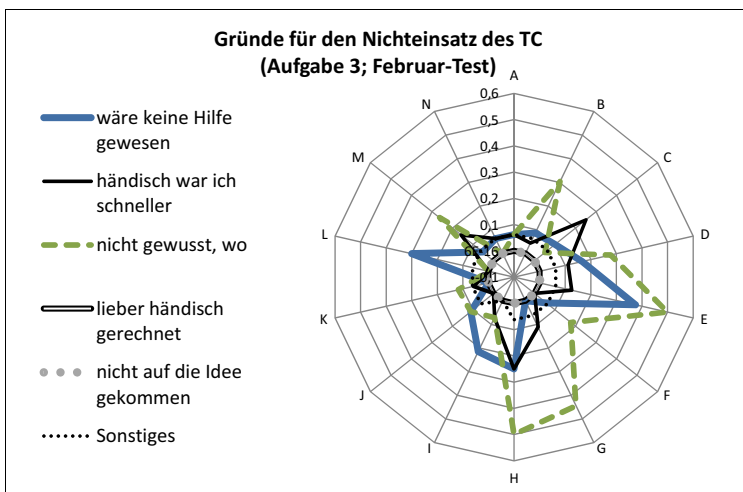 Gründe für den Nichteinsatz des TC
(Aufgabe 3; Februar-Test)
wäre keine Hilfe
gewesen
händisch war ich
schneller
nicht gewusst, wo
lieber händisch
gerechnet
nicht auf die Idee
gekommen
Sonstiges
A
B
C
D
E
F
G
H
I
J
K
L
M
N
0,6
0,5
0,4
0,3
0,2
0,1
-0,1